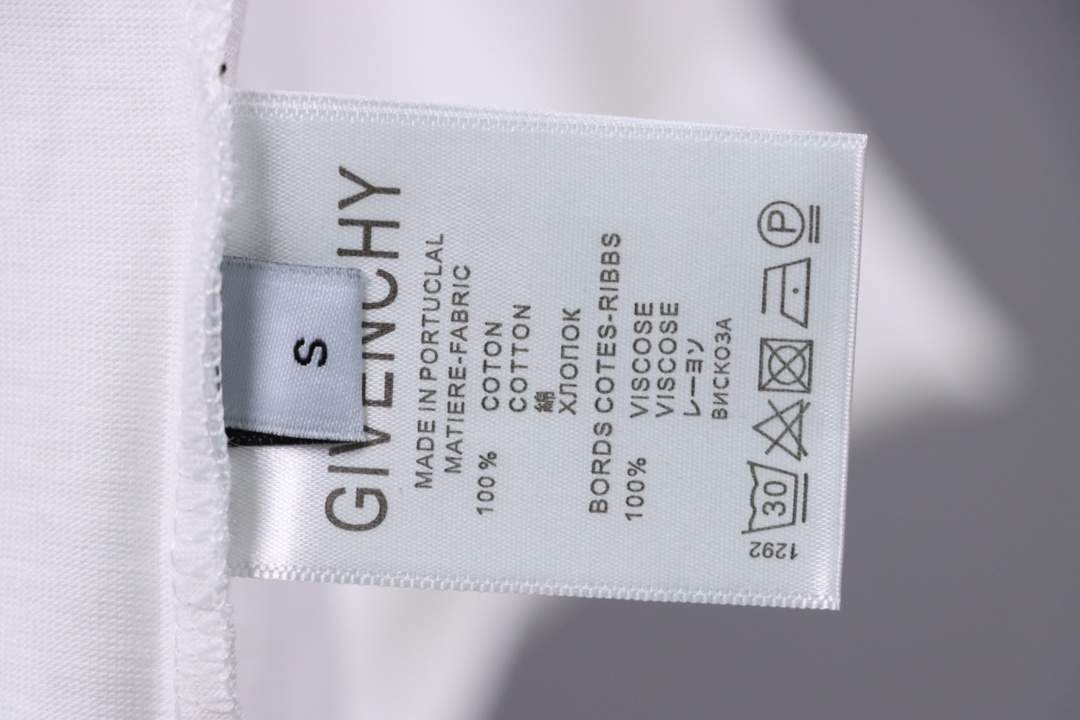 GIVENCHY
S
MADE IN PORTUCLAL
MATIERE-FABRIC
100% COTON
COTTON
綿
ХЛОПОК
BORDS COTES-RIBBS
100% VISCOSE
VISCOSE
レーヨン
ВИСКОЗА
30 P
1292